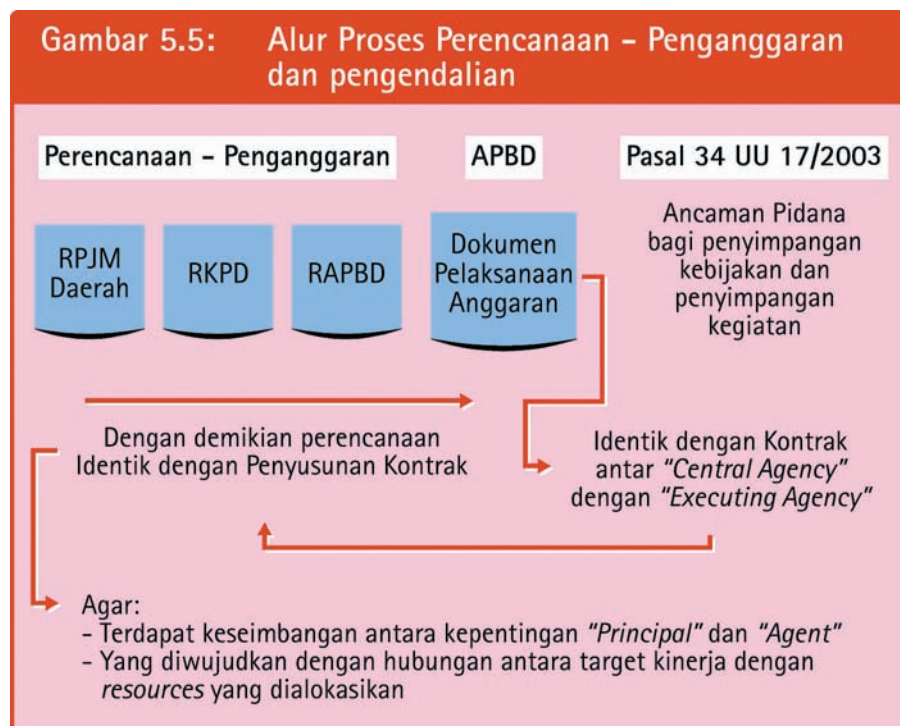 Gambar 5.5: Alur Proses Perencanaan – Penganggaran
dan pengendalian
Perencanaan – Penganggaran
APBD
Pasal 34 UU 17/2003
RPJM
Daerah
RKPD
RAPBD
Dokumen
Pelaksanaan
Anggaran
Ancaman Pidana
bagi penyimpangan
kebijakan dan
penyimpangan
kegiatan
Dengan demikian perencanaan
Identik dengan Penyusunan Kontrak
Identik dengan Kontrak
antar “Central Agency”
dengan “Executing Agency”
Agar:
- Terdapat keseimbangan antara kepentingan “Principal” dan “Agent”
- Yang diwujudkan dengan hubungan antara target kinerja dengan
resources yang dialokasikan